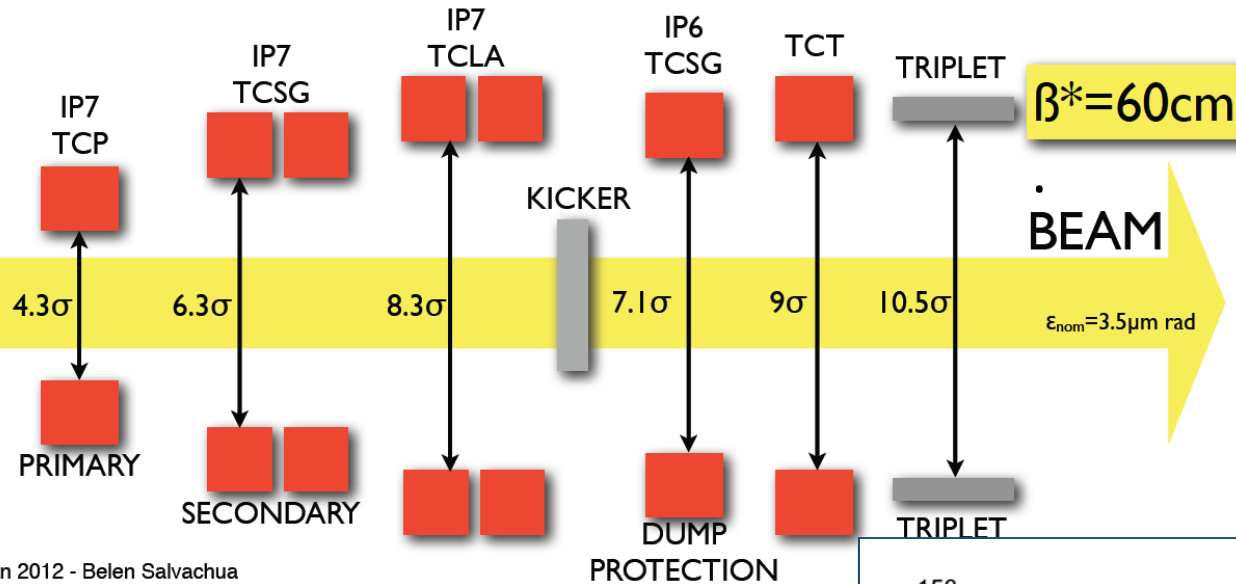 IP7
TCP
IP7
TCSG
IP7
TCLA
KICKER
IP6
TCSG
TCT
TRIPLET
ß*=60cm
BEAM
4.3σ
6.3σ
8.3σ
7.1σ
9σ
10.5σ
εnom=3.5µm rad
PRIMARY
SECONDARY
DUMP
PROTECTION
TRIPLET
n 2012 - Belen Salvachua